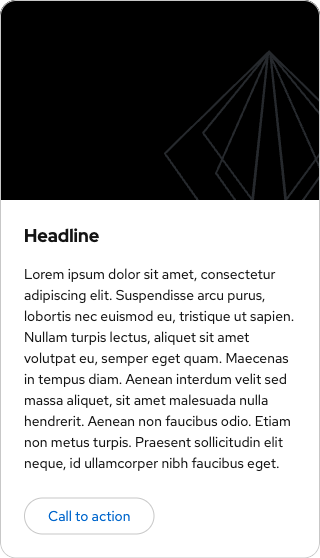 Headline
Lorem ipsum dolor sit amet, consectetur
adipiscing elit. Suspendisse arcu purus,
lobortis nec euismod eu, tristique ut sapien.
Nullam turpis lectus, aliquet sit amet
volutpat eu, semper eget quam. Maecenas
in tempus diam. Aenean interdum velit sed
massa aliquet, sit amet malesuada nulla
hendrerit. Aenean non faucibus odio. Etiam
non metus turpis. Praesent sollicitudin elit
neque, id ullamcorper nibh faucibus eget.
Call to action